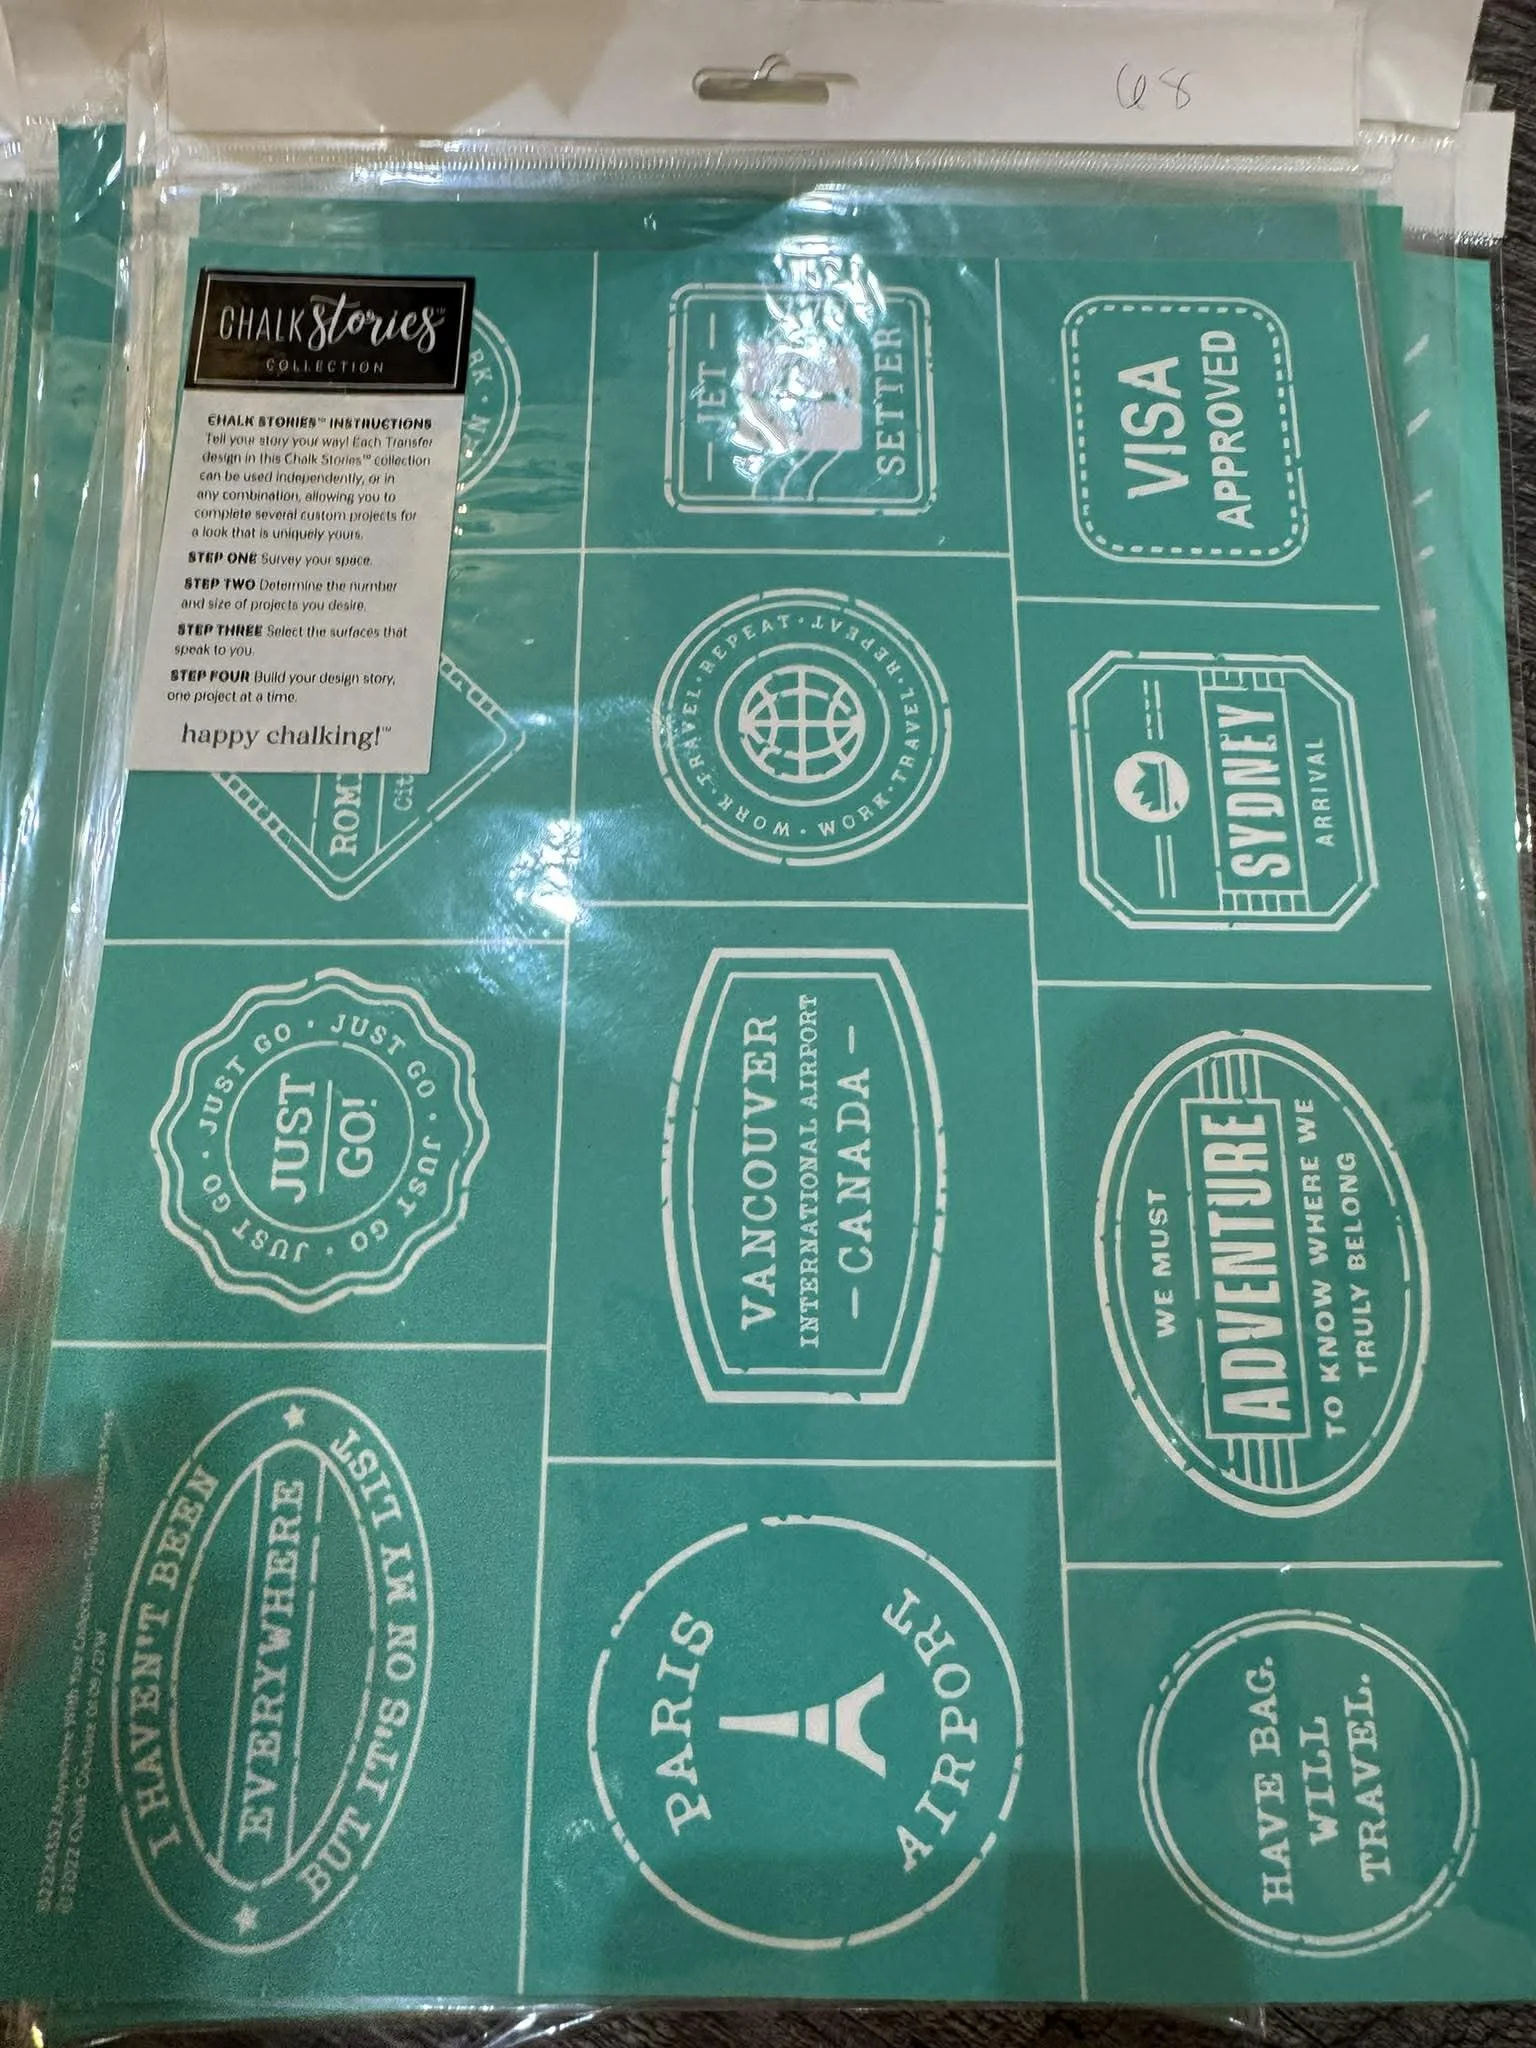 68
CHALK stories™
COLLECTION
CHALK STORIES™ INSTRUCTIONS
Tell your story your way! Each Transfer
design in this Chalk Stories™ collection
can be used independently, or in
any combination, allowing you to
complete several custom projects for
a look that is uniquely yours.
STEP ONE Survey your space.
STEP TWO Determine the number
and size of projects you desire.
STEP THREE Select the surfaces that
speak to you.
STEP FOUR Build your design story,
one project at a time.
happy chalking!™
JET
SETTER
VISA
APPROVED
ROM
Cit
TRAVEL · REPEAT · REPEAT · TRAVEL · WORK · WORK ·
SYDNEY
ARRIVAL
JUST GO · JUST GO · JUST GO · JUST GO · JUST GO ·
JUST
GO!
VANCOUVER
INTERNATIONAL AIRPORT
— CANADA —
WE MUST
ADVENTURE
TO KNOW WHERE WE
TRULY BELONG
I HAVEN'T BEEN
EVERYWHERE
BUT IT'S ON MY LIST
PARIS
AIRPORT
HAVE BAG.
WILL
TRAVEL.
©2022 Chalk Couture